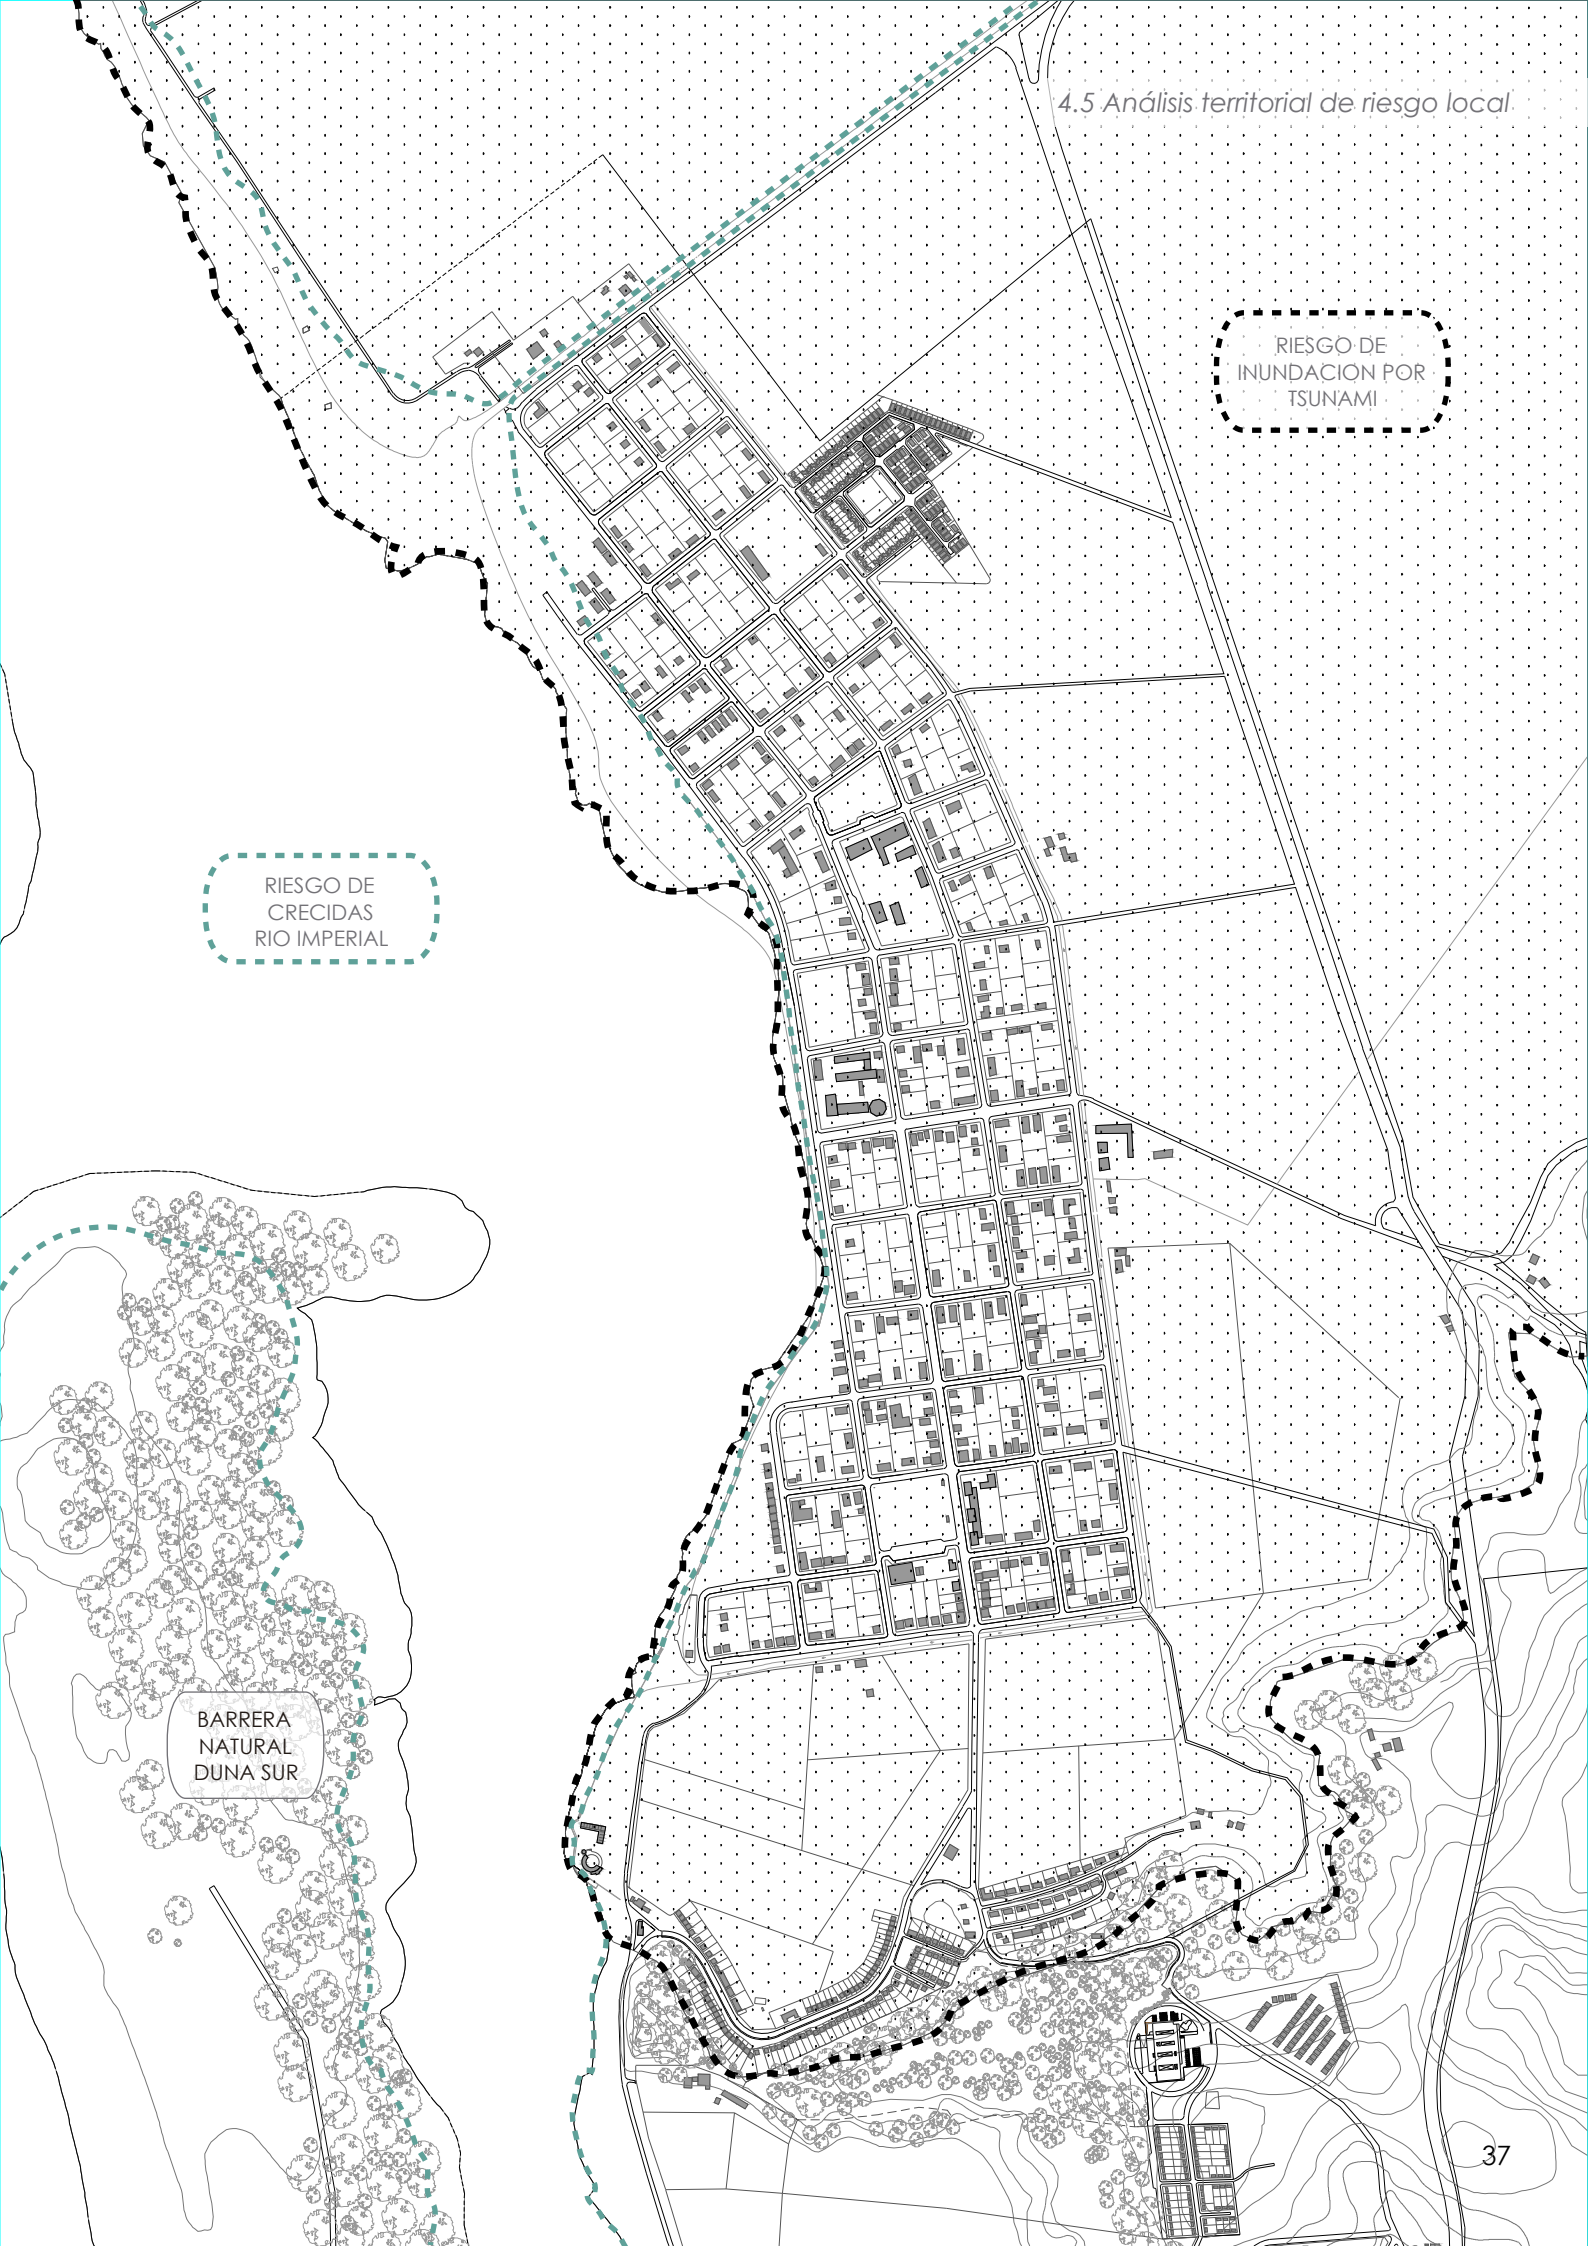 4.5 Análisis territorial de riesgo local
RIESGO DE
INUNDACION POR
TSUNAMI
RIESGO DE
CRECIDAS
RIO IMPERIAL
BARRERA
NATURAL
DUNA SUR
37